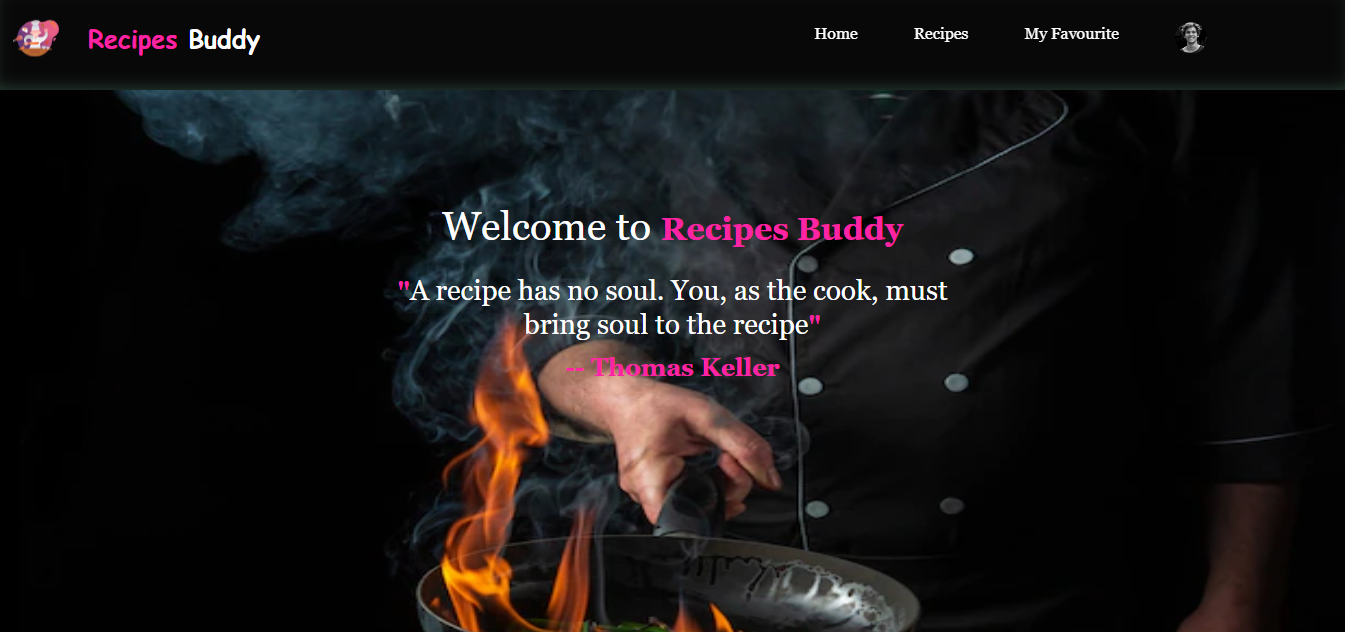 Recipes Buddy
Home
Recipes
My Favourite
Welcome to Recipes Buddy
"A recipe has no soul. You, as the cook, must
bring soul to the recipe"
-- Thomas Keller